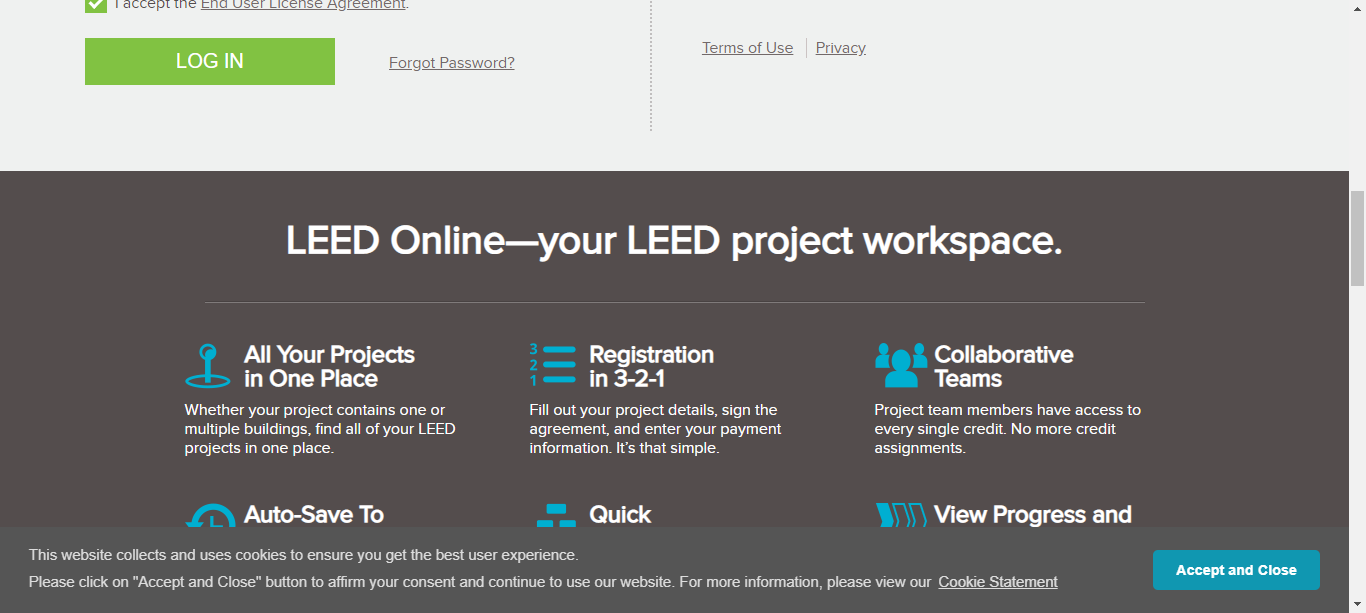 I accept the End User License Agreement.
LOG IN
Forgot Password?
Terms of Use
Privacy
LEED Online—your LEED project workspace.
All Your Projects
in One Place
Whether your project contains one or
multiple buildings, find all of your LEED
projects in one place.
3
2
1
Registration
in 3-2-1
Fill out your project details, sign the
agreement, and enter your payment
information. It’s that simple.
Collaborative
Teams
Project team members have access to
every single credit. No more credit
assignments.
Auto-Save To
Quick
View Progress and
This website collects and uses cookies to ensure you get the best user experience.
Please click on "Accept and Close" button to affirm your consent and continue to use our website. For more information, please view our Cookie Statement
Accept and Close